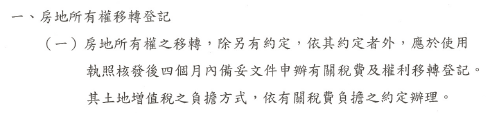 一、房地所有權移轉登記
（一）房地所有權之移轉，除另有約定，依其約定者外，應於使用
執照核發後四個月內備妥文件申辦有關稅費及權利移轉登記。
其土地增值稅之負擔方式，依有關稅費負擔之約定辦理。